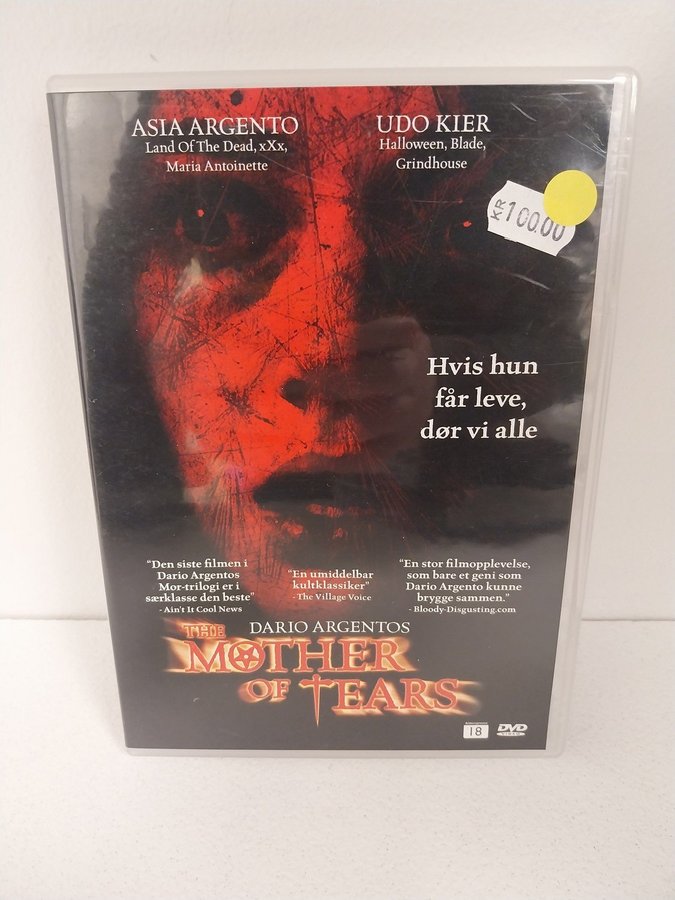 ASIA ARGENTO
Land Of The Dead, xXx,
Maria Antoinette
UDO KIER
Halloween, Blade,
Grindhouse
KR 100.00
Hvis hun
får leve,
dør vi alle
"Den siste filmen i
Dario Argentos
Mor-trilogi er i
særklasse den beste"
- Ain't It Cool News
"En umiddelbar
kultklassiker"
- The Village Voice
"En stor filmopplevelse,
som bare et geni som
Dario Argento kunne
brygge sammen."
- Bloody-Disgusting.com
DARIO ARGENTOS
THE
MOTHER
OF TEARS
18
DVD
VIDEO